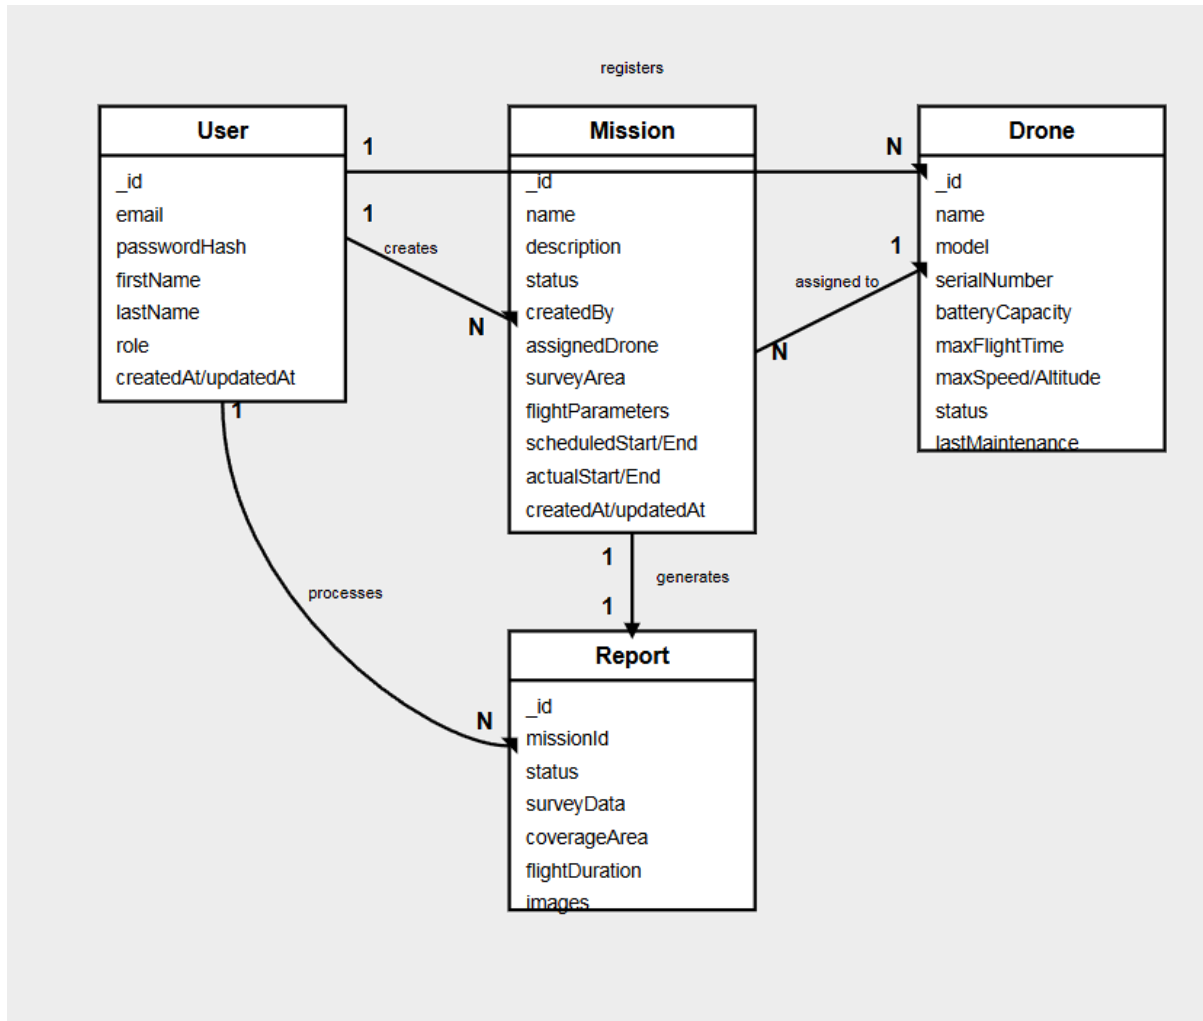 registers
User
_id
email
passwordHash
firstName
lastName
role
createdAt/updatedAt
1
1
creates
N
1
Mission
_id
name
description
status
createdBy
assignedDrone
surveyArea
flightParameters
scheduledStart/End
actualStart/End
createdAt/updatedAt
N
1
assigned to
N
Drone
_id
name
model
serialNumber
batteryCapacity
maxFlightTime
maxSpeed/Altitude
status
lastMaintenance
1
generates
1
processes
N
Report
_id
missionId
status
surveyData
coverageArea
flightDuration
images